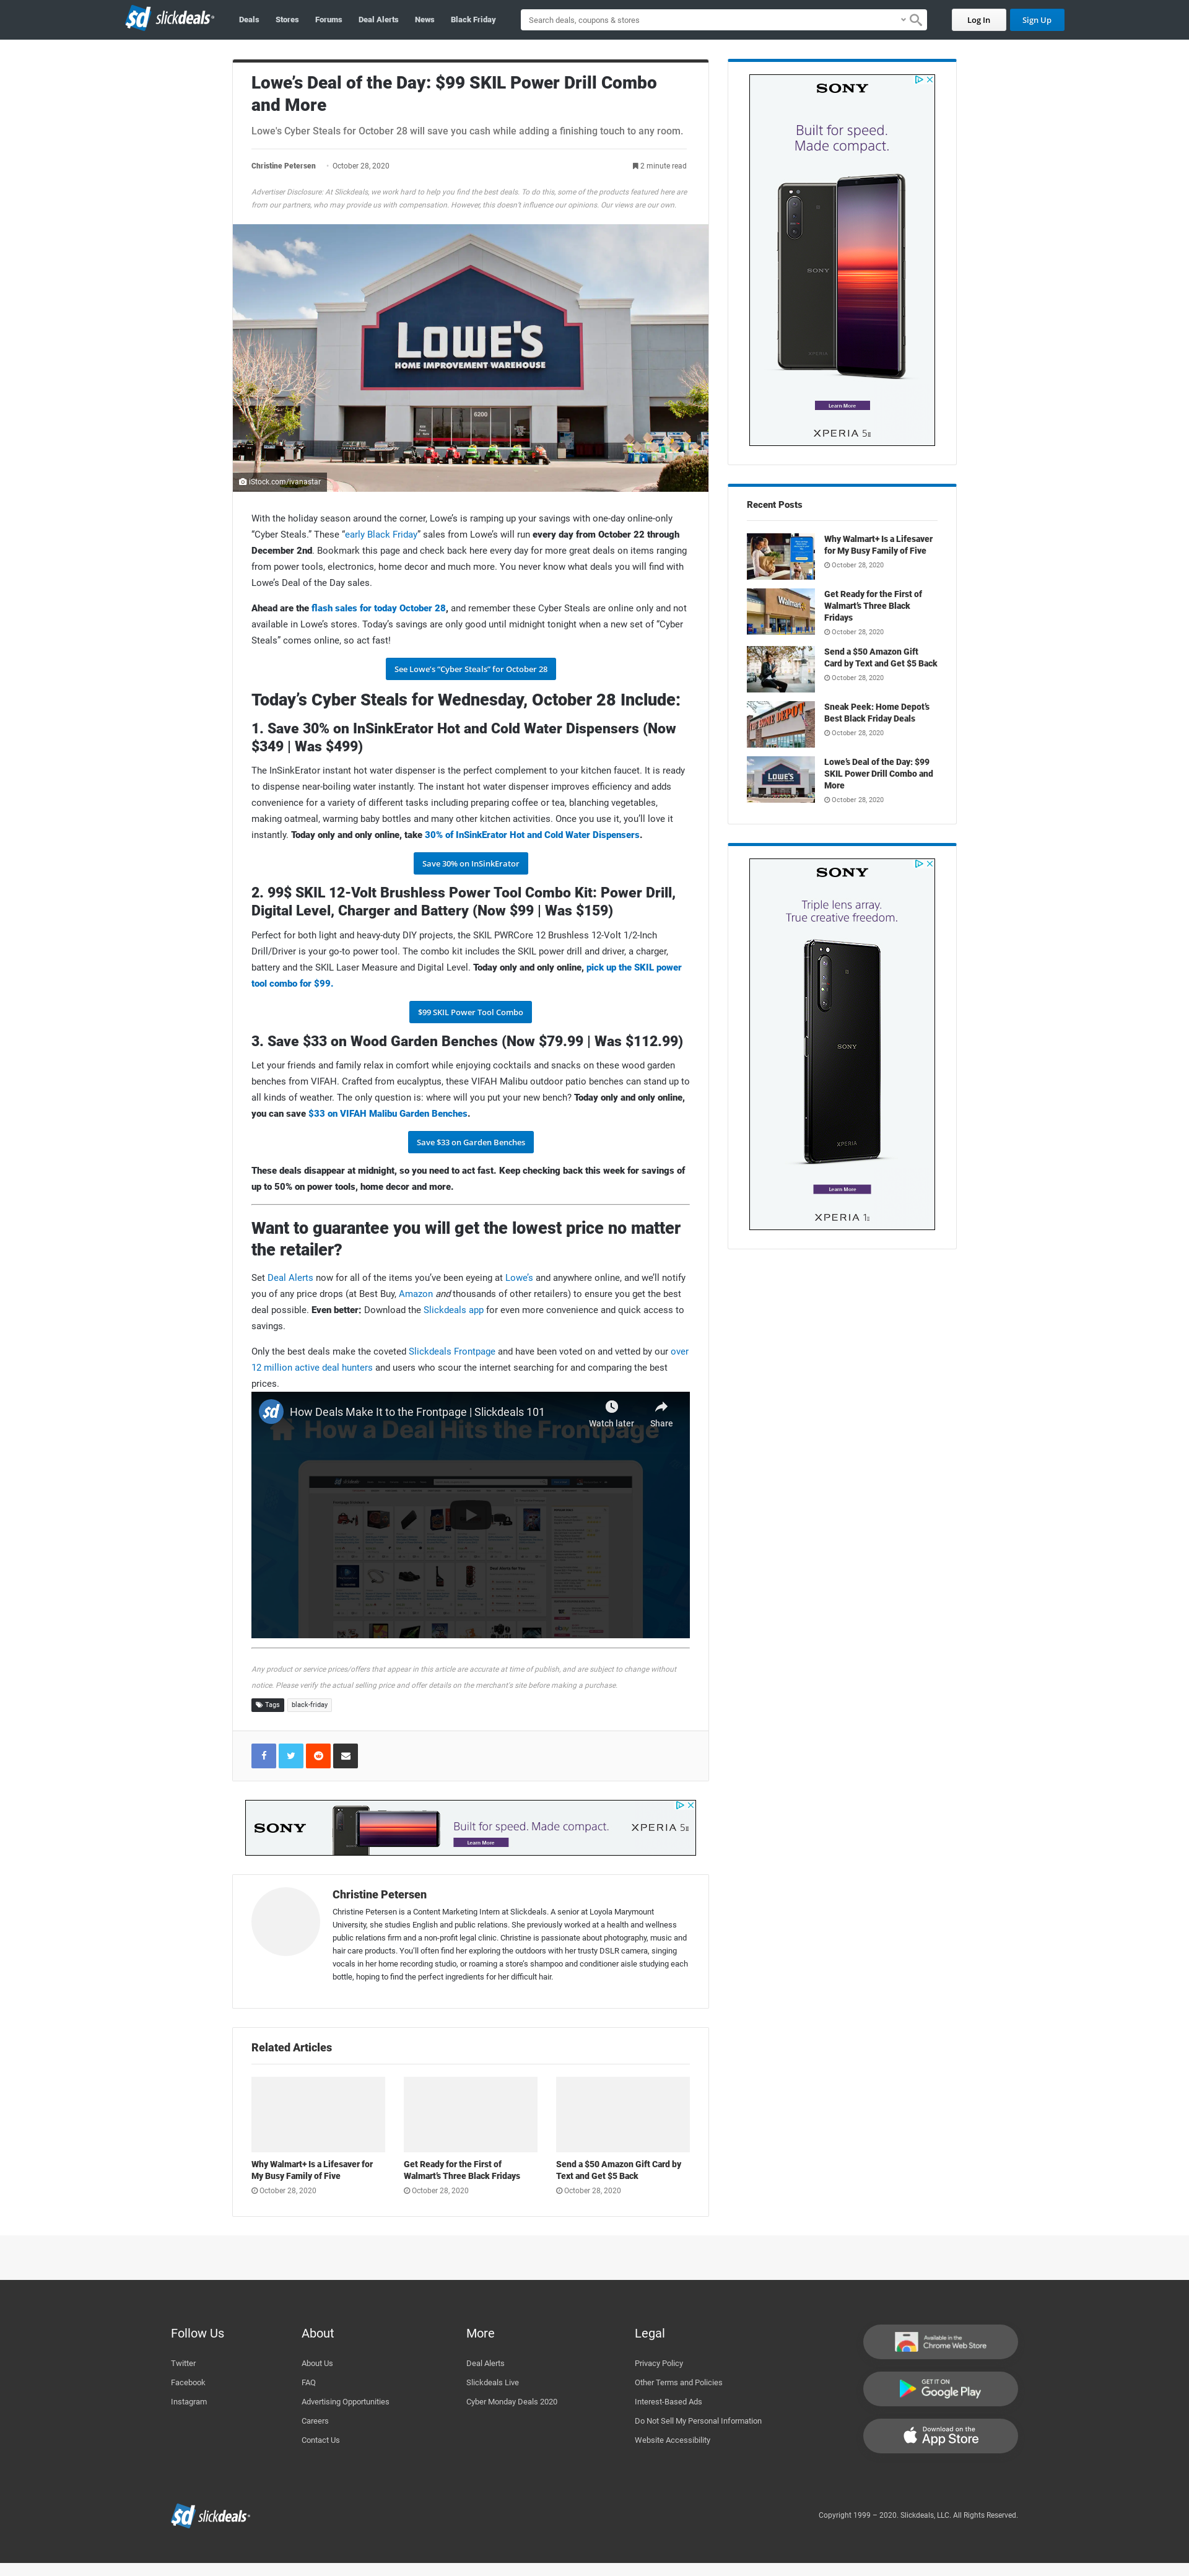 sd slickdeals
Deals Stores Forums Deal Alerts News Black Friday
Search deals, coupons & stores
Log In Sign Up
Lowe’s Deal of the Day: $99 SKIL Power Drill Combo
and More
Lowe's Cyber Steals for October 28 will save you cash while adding a finishing touch to any room.
Christine Petersen · October 28, 2020 2 minute read
Advertiser Disclosure: At Slickdeals, we work hard to help you find the best deals. To do this, some of the products featured here are
from our partners, who may provide us with compensation. However, this doesn't influence our opinions. Our views are our own.
LOWE'S
HOME IMPROVEMENT WAREHOUSE
6200
iStock.com/ivanastar
With the holiday season around the corner, Lowe’s is ramping up your savings with one-day online-only
“Cyber Steals.” These “early Black Friday” sales from Lowe’s will run every day from October 22 through
December 2nd. Bookmark this page and check back here every day for more great deals on items ranging
from power tools, electronics, home decor and much more. You never know what deals you will find with
Lowe’s Deal of the Day sales.
Ahead are the flash sales for today October 28, and remember these Cyber Steals are online only and not
available in Lowe’s stores. Today’s savings are only good until midnight tonight when a new set of “Cyber
Steals” comes online, so act fast!
See Lowe's "Cyber Steals" for October 28
Today’s Cyber Steals for Wednesday, October 28 Include:
1. Save 30% on InSinkErator Hot and Cold Water Dispensers (Now
$349 | Was $499)
The InSinkErator instant hot water dispenser is the perfect complement to your kitchen faucet. It is ready
to dispense near-boiling water instantly. The instant hot water dispenser improves efficiency and adds
convenience for a variety of different tasks including preparing coffee or tea, blanching vegetables,
making oatmeal, warming baby bottles and many other kitchen activities. Once you use it, you’ll love it
instantly. Today only and only online, take 30% of InSinkErator Hot and Cold Water Dispensers.
Save 30% on InSinkErator
2. 99$ SKIL 12-Volt Brushless Power Tool Combo Kit: Power Drill,
Digital Level, Charger and Battery (Now $99 | Was $159)
Perfect for both light and heavy-duty DIY projects, the SKIL PWRCore 12 Brushless 12-Volt 1/2-Inch
Drill/Driver is your go-to power tool. The combo kit includes the SKIL power drill and driver, a charger,
battery and the SKIL Laser Measure and Digital Level. Today only and only online, pick up the SKIL power
tool combo for $99.
$99 SKIL Power Tool Combo
3. Save $33 on Wood Garden Benches (Now $79.99 | Was $112.99)
Let your friends and family relax in comfort while enjoying cocktails and snacks on these wood garden
benches from VIFAH. Crafted from eucalyptus, these VIFAH Malibu outdoor patio benches can stand up to
all kinds of weather. The only question is: where will you put your new bench? Today only and only online,
you can save $33 on VIFAH Malibu Garden Benches.
Save $33 on Garden Benches
These deals disappear at midnight, so you need to act fast. Keep checking back this week for savings of
up to 50% on power tools, home decor and more.
Want to guarantee you will get the lowest price no matter
the retailer?
Set Deal Alerts now for all of the items you’ve been eyeing at Lowe’s and anywhere online, and we’ll notify
you of any price drops (at Best Buy, Amazon and thousands of other retailers) to ensure you get the best
deal possible. Even better: Download the Slickdeals app for even more convenience and quick access to
savings.
Only the best deals make the coveted Slickdeals Frontpage and have been voted on and vetted by our over
12 million active deal hunters and users who scour the internet searching for and comparing the best
prices.
sd How Deals Make It to the Frontpage | Slickdeals 101
Watch later Share
How a Deal Hits the Frontpage
Any product or service prices/offers that appear in this article are accurate at time of publish, and are subject to change without
notice. Please verify the actual selling price and offer details on the merchant's site before making a purchase.
Tags black-friday
SONY Built for speed. Made compact. XPERIA 5 II
Learn More
Christine Petersen
Christine Petersen is a Content Marketing Intern at Slickdeals. A senior at Loyola Marymount
University, she studies English and public relations. She previously worked at a health and wellness
public relations firm and a non-profit legal clinic. Christine is passionate about photography, music and
hair care products. You’ll often find her exploring the outdoors with her trusty DSLR camera, singing
vocals in her home recording studio, or roaming a store’s shampoo and conditioner aisle studying each
bottle, hoping to find the perfect ingredients for her difficult hair.
Related Articles
Why Walmart+ Is a Lifesaver for
My Busy Family of Five
October 28, 2020
Get Ready for the First of
Walmart’s Three Black Fridays
October 28, 2020
Send a $50 Amazon Gift Card by
Text and Get $5 Back
October 28, 2020
SONY
Built for speed.
Made compact.
SONY
XPERIA
Learn More
XPERIA 5 II
Recent Posts
Why Walmart+ Is a Lifesaver
for My Busy Family of Five
October 28, 2020
Walmart
Get Ready for the First of
Walmart’s Three Black
Fridays
October 28, 2020
Send a $50 Amazon Gift
Card by Text and Get $5 Back
October 28, 2020
THE HOME DEPOT
Sneak Peek: Home Depot’s
Best Black Friday Deals
October 28, 2020
LOWE'S
Lowe’s Deal of the Day: $99
SKIL Power Drill Combo and
More
October 28, 2020
SONY
Triple lens array.
True creative freedom.
SONY
XPERIA
Learn More
XPERIA 1 II
Follow Us
Twitter
Facebook
Instagram
About
About Us
FAQ
Advertising Opportunities
Careers
Contact Us
More
Deal Alerts
Slickdeals Live
Cyber Monday Deals 2020
Legal
Privacy Policy
Other Terms and Policies
Interest-Based Ads
Do Not Sell My Personal Information
Website Accessibility
Available in the
Chrome Web Store
GET IT ON
Google Play
Download on the
App Store
sd slickdeals
Copyright 1999 – 2020. Slickdeals, LLC. All Rights Reserved.